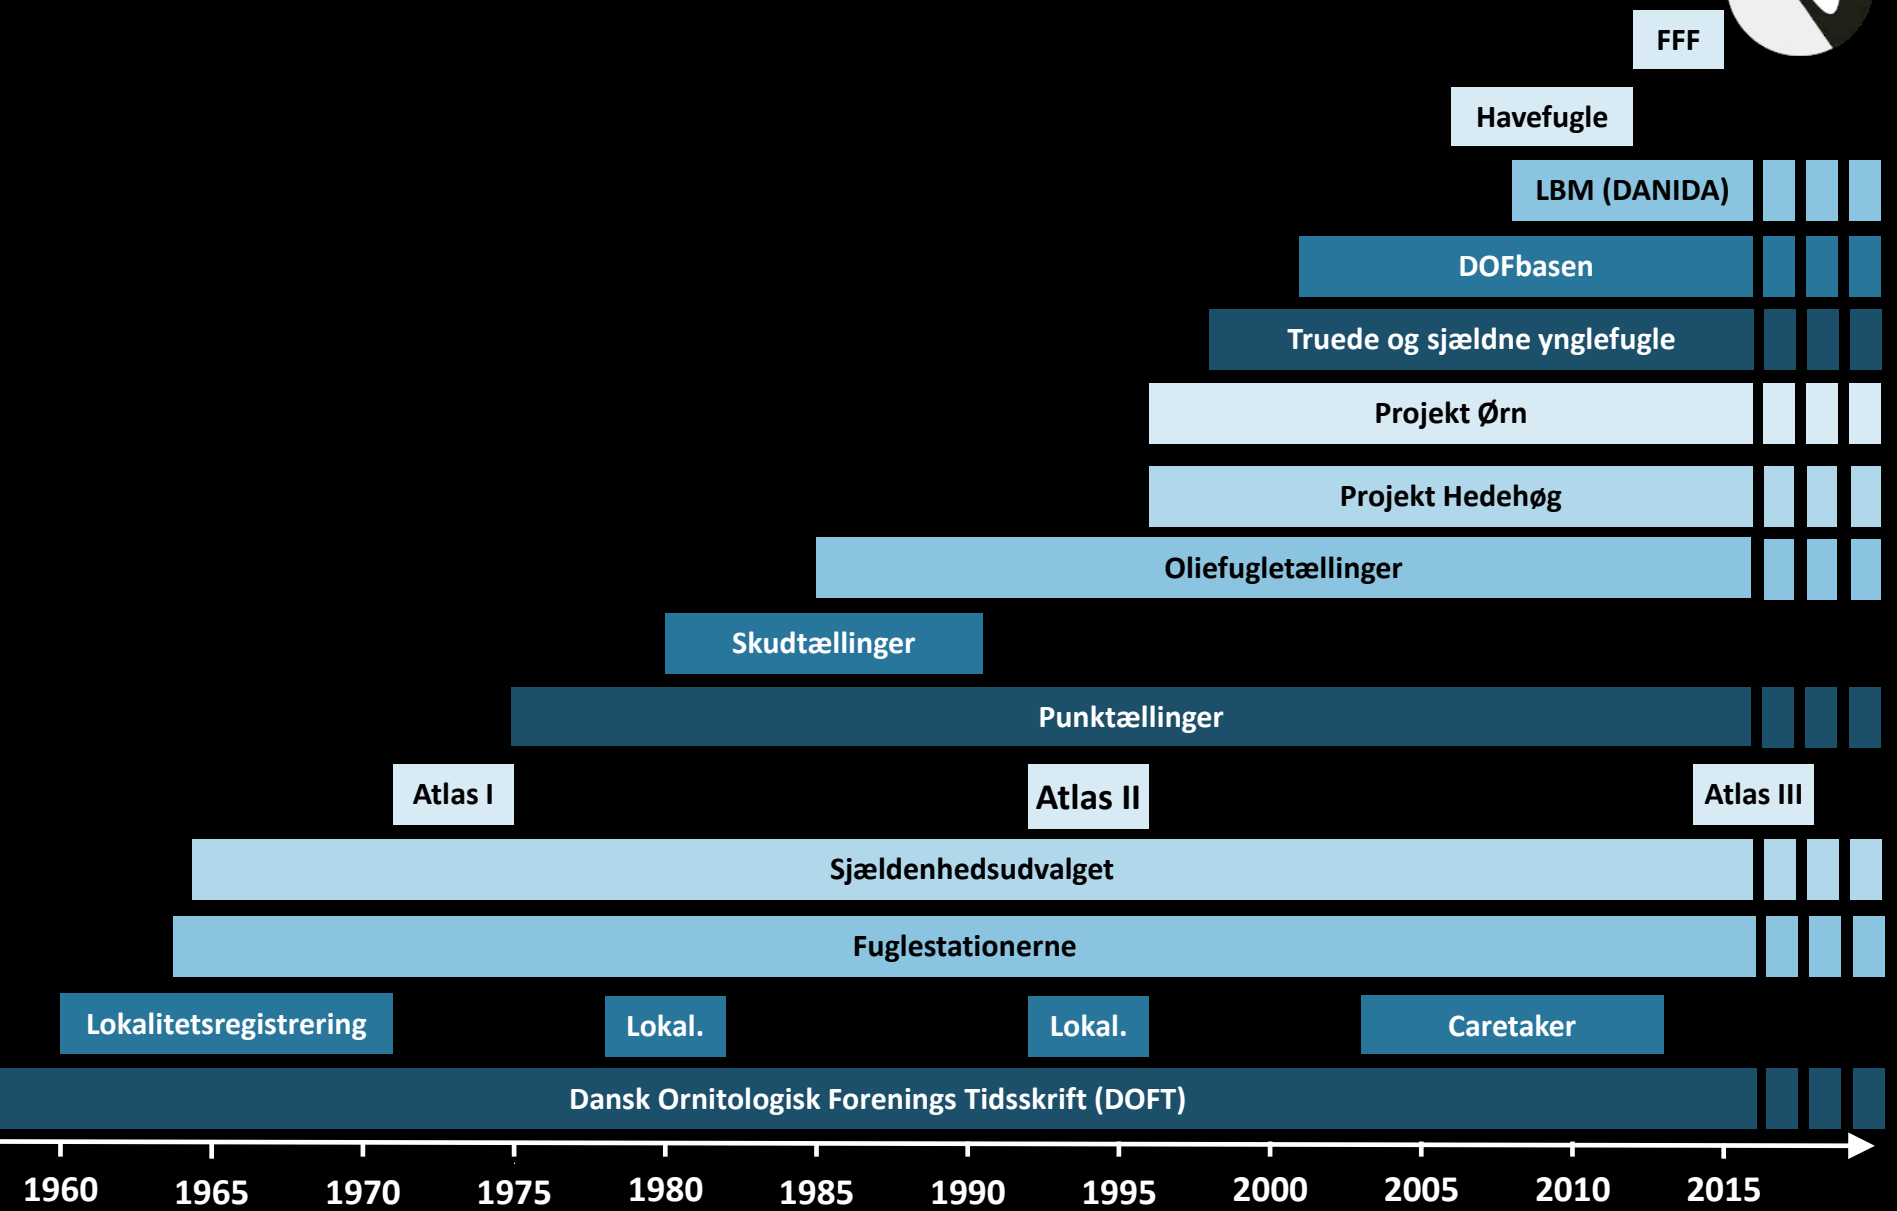 FFF
Havefugle
LBM (DANIDA)
DOFbasen
Truede og sjældne ynglefugle
Projekt Ørn
Projekt Hedehøg
Oliefugletællinger
Skudtællinger
Punktællinger
Atlas I
Atlas II
Atlas III
Sjældenhedsudvalget
Fuglestationerne
Lokalitetsregistrering
Lokal.
Lokal.
Caretaker
Dansk Ornitologisk Forenings Tidsskrift (DOFT)
1960 1965 1970 1975 1980 1985 1990 1995 2000 2005 2010 2015